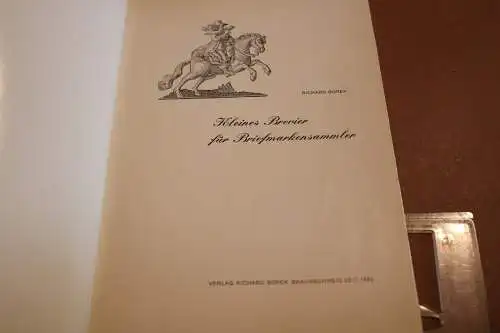 RICHARD BOREK
Kleines Brevier
für Briefmarkensammler
VERLAG RICHARD BOREK BRAUNSCHWEIG